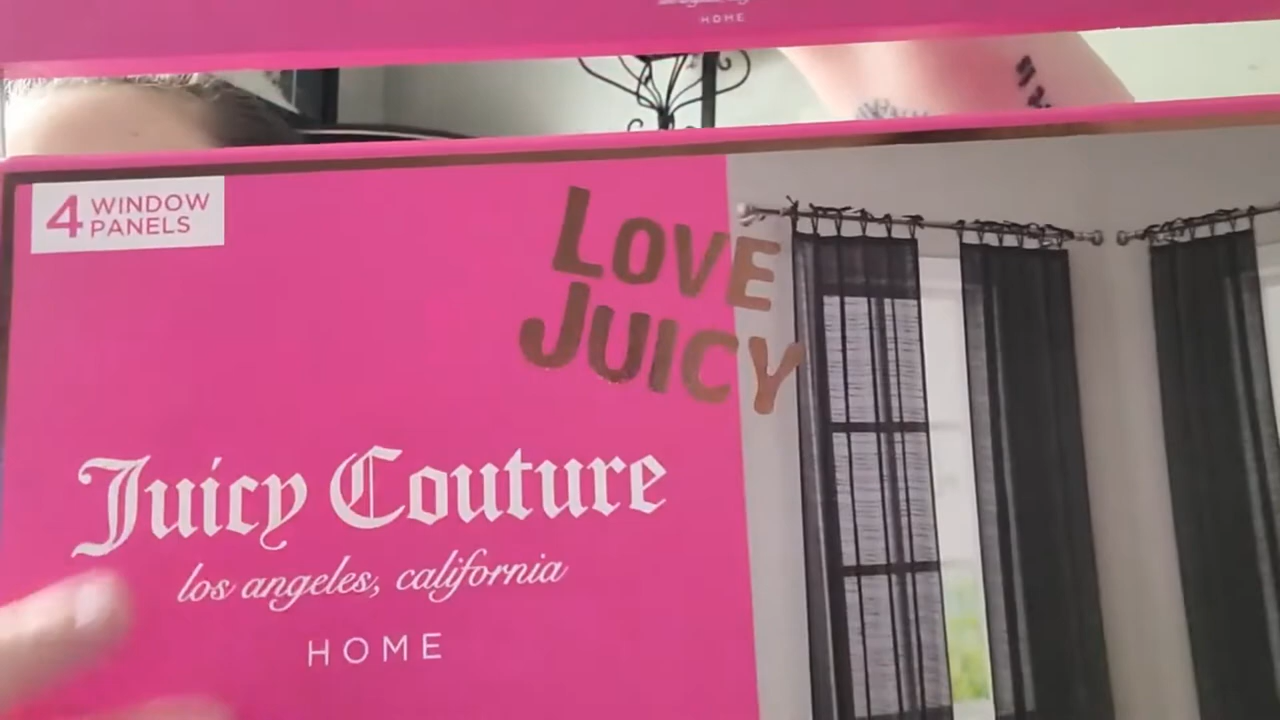 HOME
4 WINDOW
PANELS
LOVE
JUICY
Juicy Couture
los angeles, california
HOME